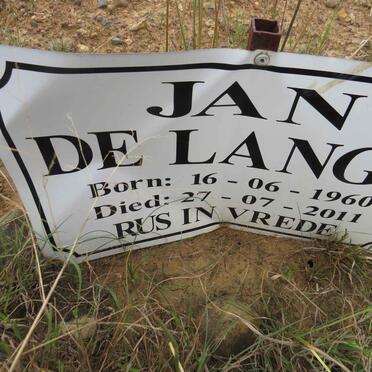 JAN
DE LANG
Born: 16 - 06 - 1960
Died: 27 - 07 - 2011
RUS IN VREDE